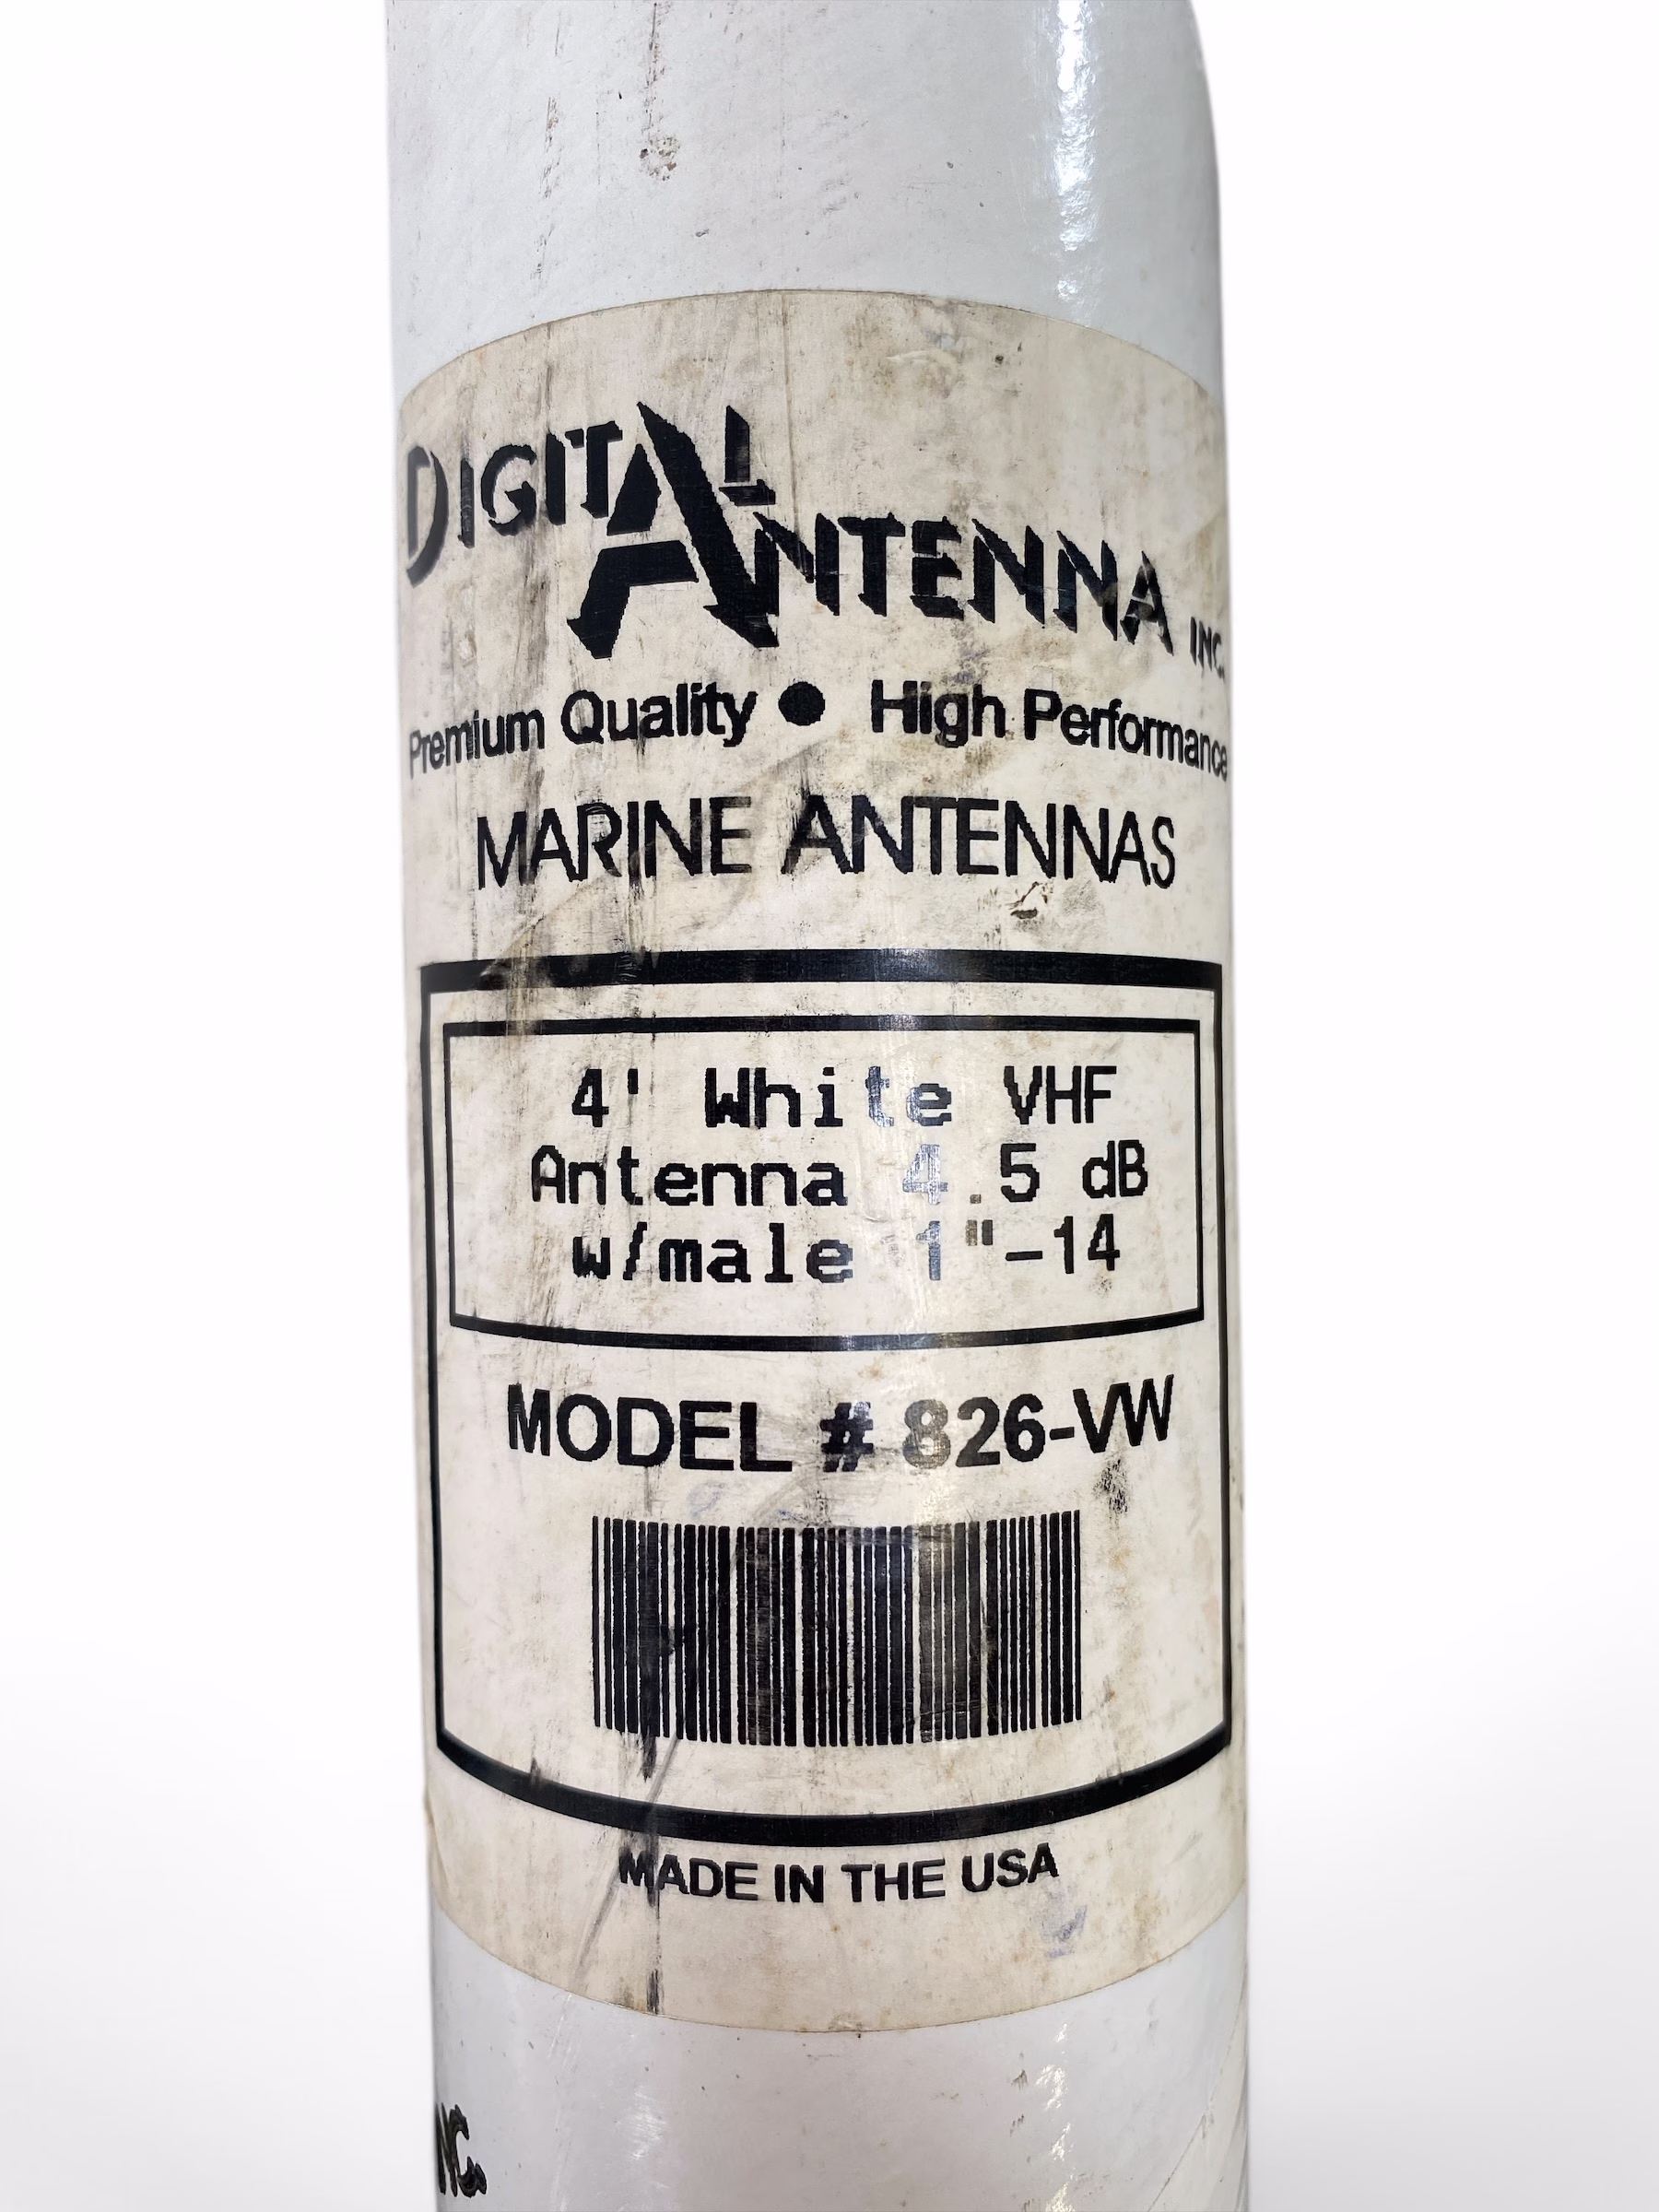 DIGITAL ANTENNA INC.
Premium Quality ● High Performance
MARINE ANTENNAS
4' White VHF
Antenna 4.5 dB
w/male 1"-14
MODEL # 826-VW
MADE IN THE USA
NC.